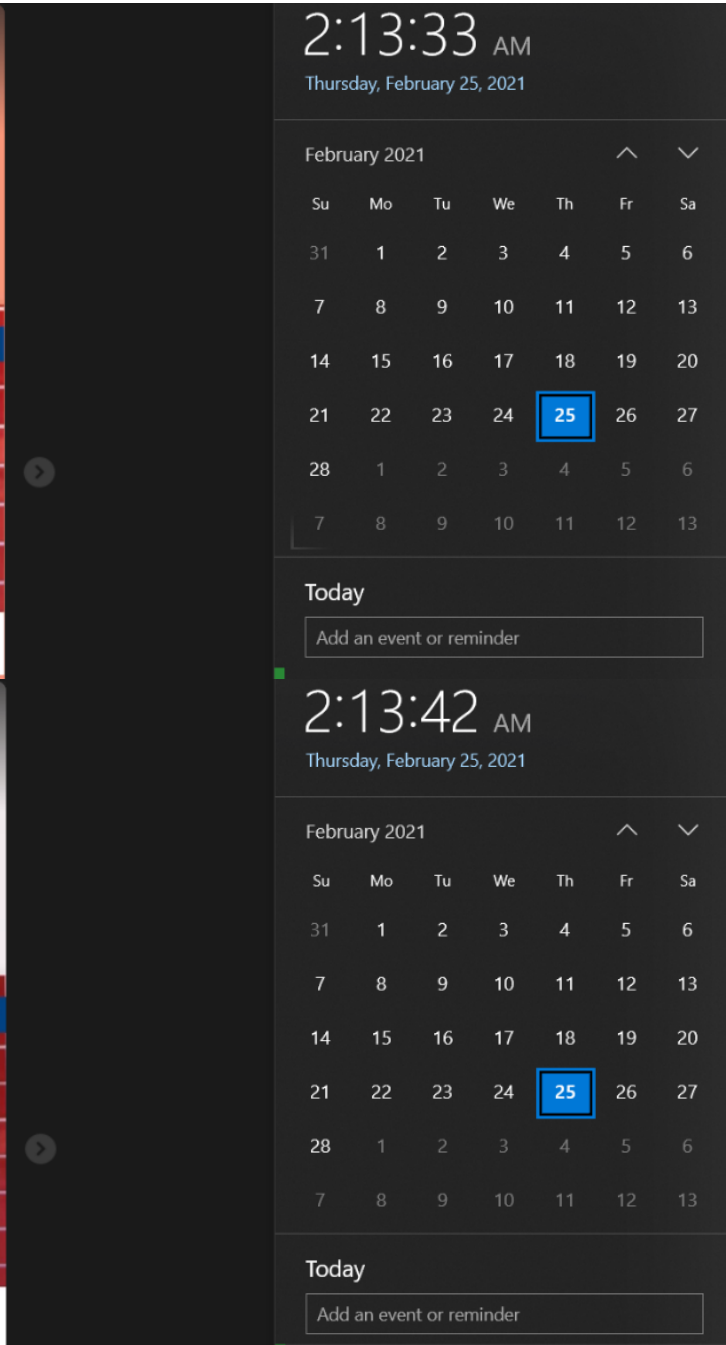 2:13:33 AM
Thursday, February 25, 2021
February 2021
Su Mo Tu We Th Fr Sa
31 1 2 3 4 5 6
7 8 9 10 11 12 13
14 15 16 17 18 19 20
21 22 23 24 25 26 27
28 1 2 3 4 5 6
7 8 9 10 11 12 13
Today
Add an event or reminder
2:13:42 AM
Thursday, February 25, 2021
February 2021
Su Mo Tu We Th Fr Sa
31 1 2 3 4 5 6
7 8 9 10 11 12 13
14 15 16 17 18 19 20
21 22 23 24 25 26 27
28 1 2 3 4 5 6
7 8 9 10 11 12 13
Today
Add an event or reminder